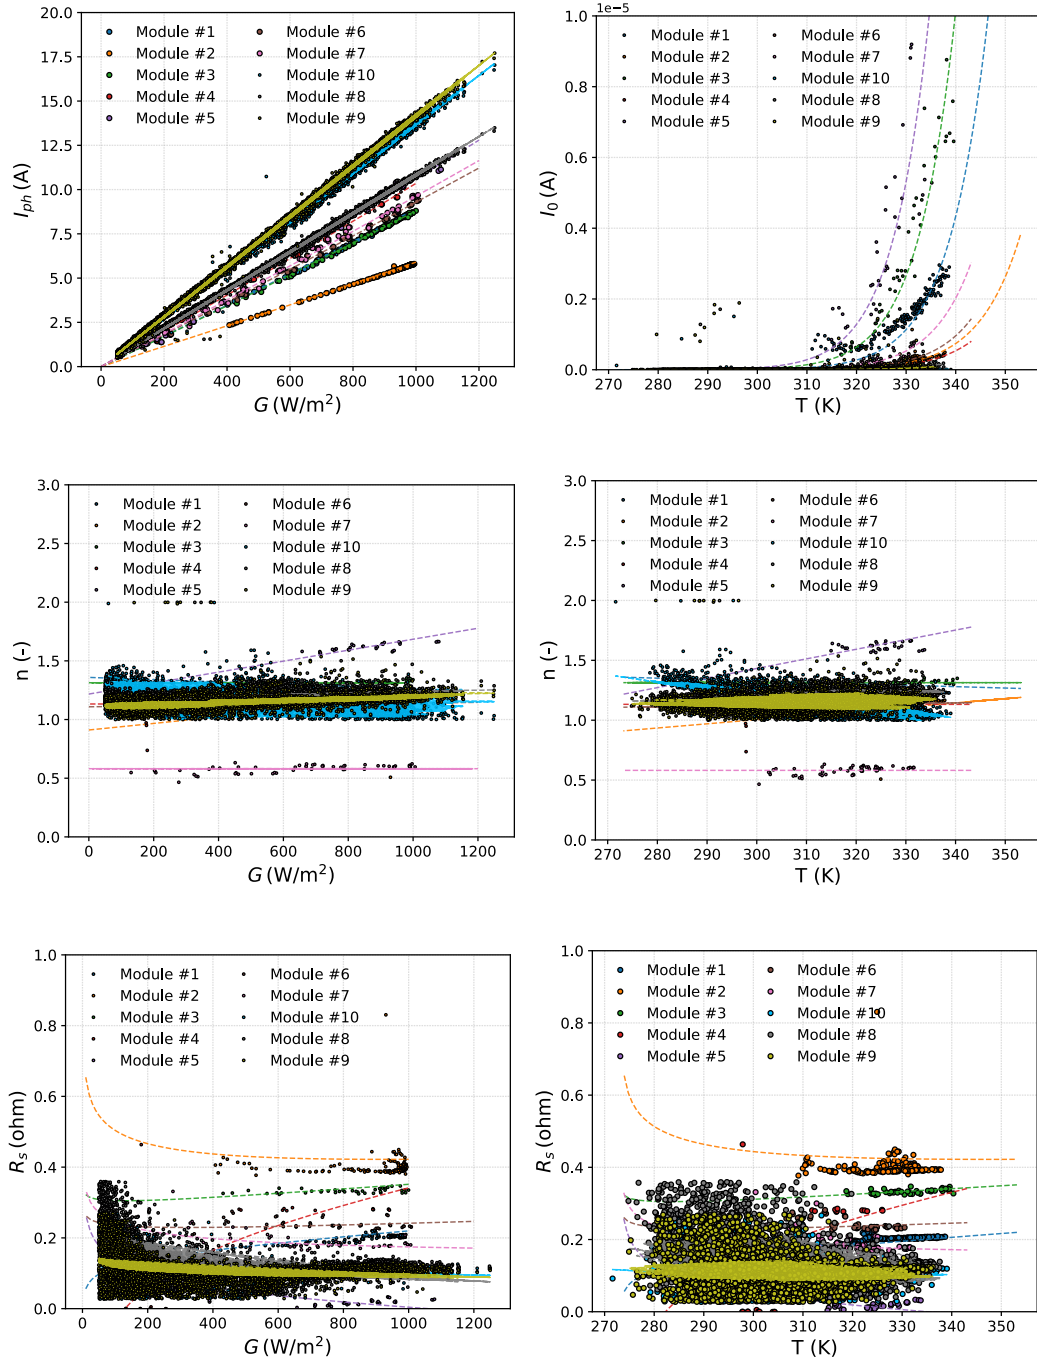 20.0
17.5
15.0
12.5
10.0
7.5
5.0
2.5
0.0
I_ph (A)
Module #1
Module #2
Module #3
Module #4
Module #5
Module #6
Module #7
Module #10
Module #8
Module #9
0 200 400 600 800 1000 1200
G (W/m²)
1e−5
1.0
0.8
0.6
0.4
0.2
0.0
I_0 (A)
Module #1
Module #2
Module #3
Module #4
Module #5
Module #6
Module #7
Module #10
Module #8
Module #9
270 280 290 300 310 320 330 340 350
T (K)
3.0
2.5
2.0
1.5
1.0
0.5
0.0
n (-)
Module #1
Module #2
Module #3
Module #4
Module #5
Module #6
Module #7
Module #10
Module #8
Module #9
0 200 400 600 800 1000 1200
G (W/m²)
3.0
2.5
2.0
1.5
1.0
0.5
0.0
n (-)
Module #1
Module #2
Module #3
Module #4
Module #5
Module #6
Module #7
Module #10
Module #8
Module #9
270 280 290 300 310 320 330 340 350
T (K)
1.0
0.8
0.6
0.4
0.2
0.0
R_s (ohm)
Module #1
Module #2
Module #3
Module #4
Module #5
Module #6
Module #7
Module #10
Module #8
Module #9
0 200 400 600 800 1000 1200
G (W/m²)
1.0
0.8
0.6
0.4
0.2
0.0
R_s (ohm)
Module #1
Module #2
Module #3
Module #4
Module #5
Module #6
Module #7
Module #10
Module #8
Module #9
270 280 290 300 310 320 330 340 350
T (K)